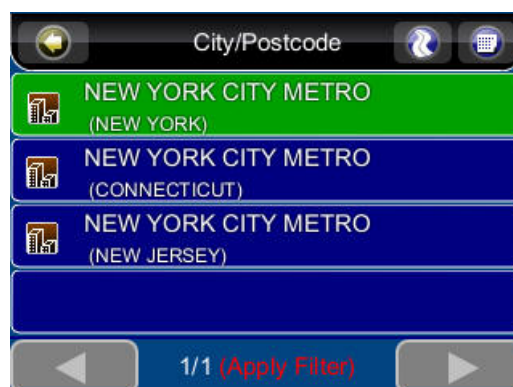 City/Postcode
NEW YORK CITY METRO
(NEW YORK)
NEW YORK CITY METRO
(CONNECTICUT)
NEW YORK CITY METRO
(NEW JERSEY)
1/1 (Apply Filter)